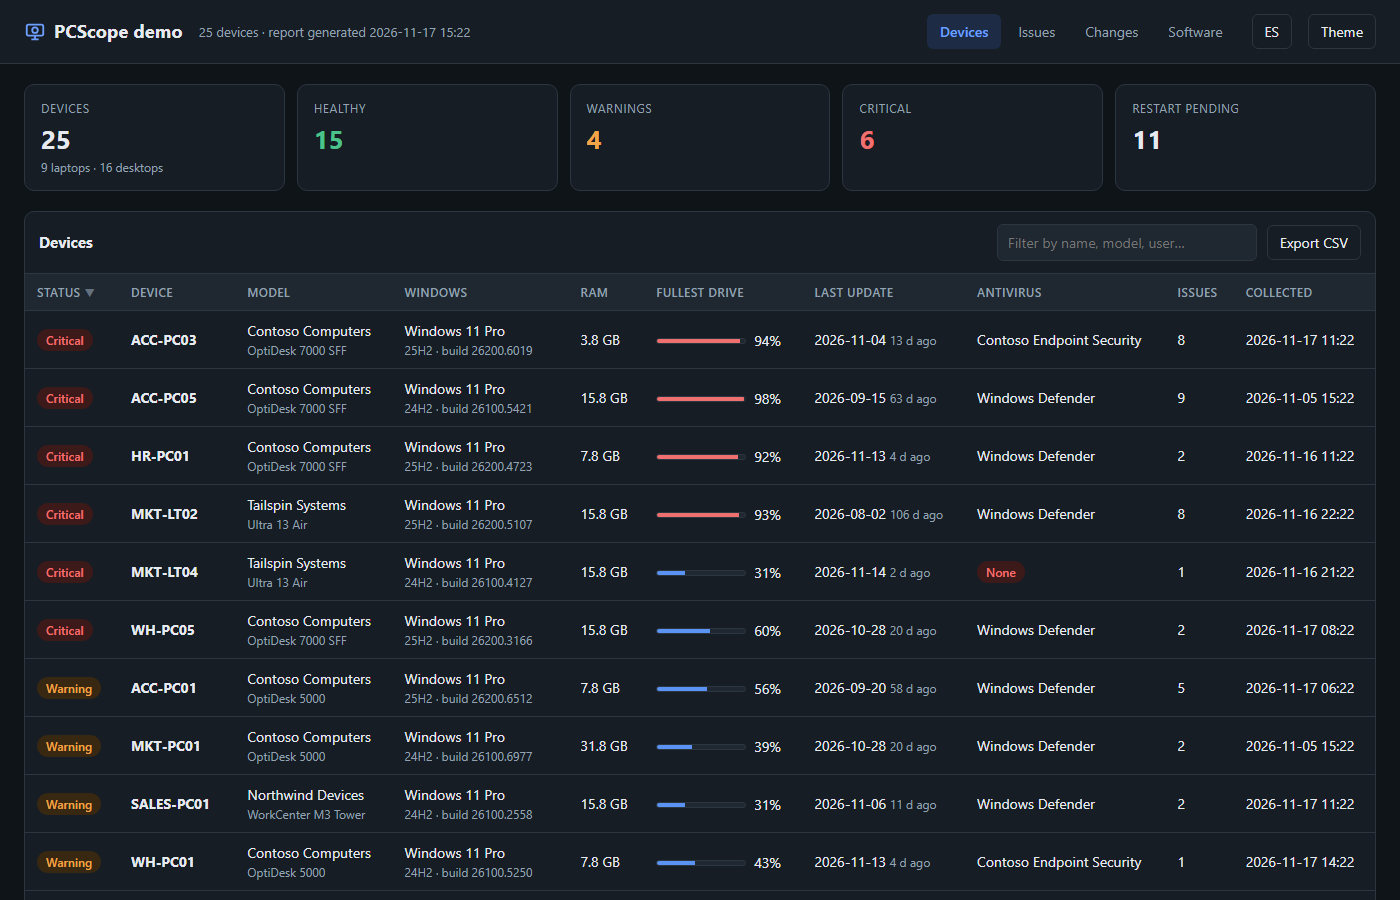 PCScope demo 25 devices · report generated 2026-11-17 15:22 Devices Issues Changes Software ES Theme
DEVICES HEALTHY WARNINGS CRITICAL RESTART PENDING
25 15 4 6 11
9 laptops · 16 desktops
Devices Filter by name, model, user... Export CSV
STATUS ▼ DEVICE MODEL WINDOWS RAM FULLEST DRIVE LAST UPDATE ANTIVIRUS ISSUES COLLECTED
Critical ACC-PC03 Contoso Computers Windows 11 Pro 3.8 GB 94% 2026-11-04 13 d ago Contoso Endpoint Security 8 2026-11-17 11:22
OptiDesk 7000 SFF 25H2 · build 26200.6019
Critical ACC-PC05 Contoso Computers Windows 11 Pro 15.8 GB 98% 2026-09-15 63 d ago Windows Defender 9 2026-11-05 15:22
OptiDesk 7000 SFF 24H2 · build 26100.5421
Critical HR-PC01 Contoso Computers Windows 11 Pro 7.8 GB 92% 2026-11-13 4 d ago Windows Defender 2 2026-11-16 11:22
OptiDesk 7000 SFF 25H2 · build 26200.4723
Critical MKT-LT02 Tailspin Systems Windows 11 Pro 15.8 GB 93% 2026-08-02 106 d ago Windows Defender 8 2026-11-16 22:22
Ultra 13 Air 25H2 · build 26200.5107
Critical MKT-LT04 Tailspin Systems Windows 11 Pro 15.8 GB 31% 2026-11-14 2 d ago None 1 2026-11-16 21:22
Ultra 13 Air 24H2 · build 26100.4127
Critical WH-PC05 Contoso Computers Windows 11 Pro 15.8 GB 60% 2026-10-28 20 d ago Windows Defender 2 2026-11-17 08:22
OptiDesk 7000 SFF 25H2 · build 26200.3166
Warning ACC-PC01 Contoso Computers Windows 11 Pro 7.8 GB 56% 2026-09-20 58 d ago Windows Defender 5 2026-11-17 06:22
OptiDesk 5000 25H2 · build 26200.6512
Warning MKT-PC01 Contoso Computers Windows 11 Pro 31.8 GB 39% 2026-10-28 20 d ago Windows Defender 2 2026-11-05 15:22
OptiDesk 5000 24H2 · build 26100.6977
Warning SALES-PC01 Northwind Devices Windows 11 Pro 15.8 GB 31% 2026-11-06 11 d ago Windows Defender 2 2026-11-17 11:22
WorkCenter M3 Tower 24H2 · build 26100.2558
Warning WH-PC01 Contoso Computers Windows 11 Pro 7.8 GB 43% 2026-11-13 4 d ago Contoso Endpoint Security 1 2026-11-17 14:22
OptiDesk 5000 24H2 · build 26100.5250